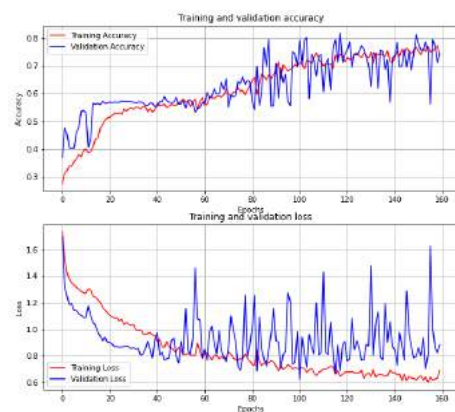 Training and validation accuracy
Training Accuracy
Validation Accuracy
Accuracy
0.8
0.7
0.6
0.5
0.4
0.3
0 20 40 60 80 100 120 140 160
Epochs
Training and validation loss
Loss
1.6
1.4
1.2
1.0
0.8
0.6
Training Loss
Validation Loss
0 20 40 60 80 100 120 140 160
Epochs